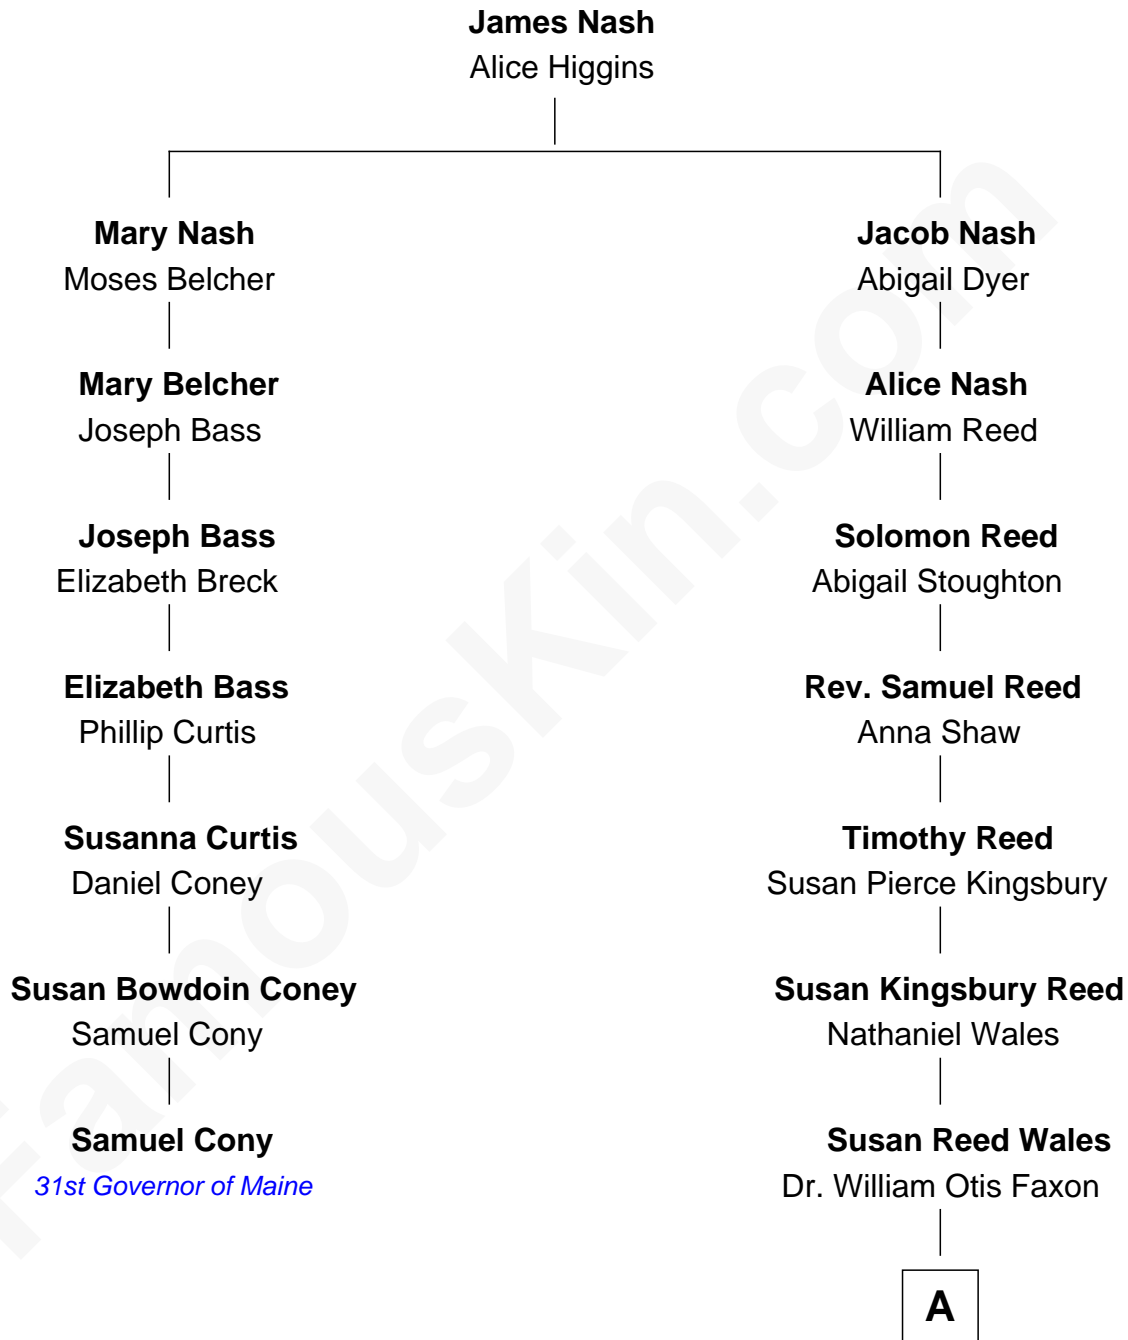 James Nash
Alice Higgins
Mary Nash
Moses Belcher
Jacob Nash
Abigail Dyer
Mary Belcher
Joseph Bass
Alice Nash
William Reed
Joseph Bass
Elizabeth Breck
Solomon Reed
Abigail Stoughton
Elizabeth Bass
Phillip Curtis
Rev. Samuel Reed
Anna Shaw
Susanna Curtis
Daniel Coney
Timothy Reed
Susan Pierce Kingsbury
Susan Bowdoin Coney
Samuel Cony
Susan Kingsbury Reed
Nathaniel Wales
Samuel Cony
31st Governor of Maine
Susan Reed Wales
Dr. William Otis Faxon
A
FamousKin.com